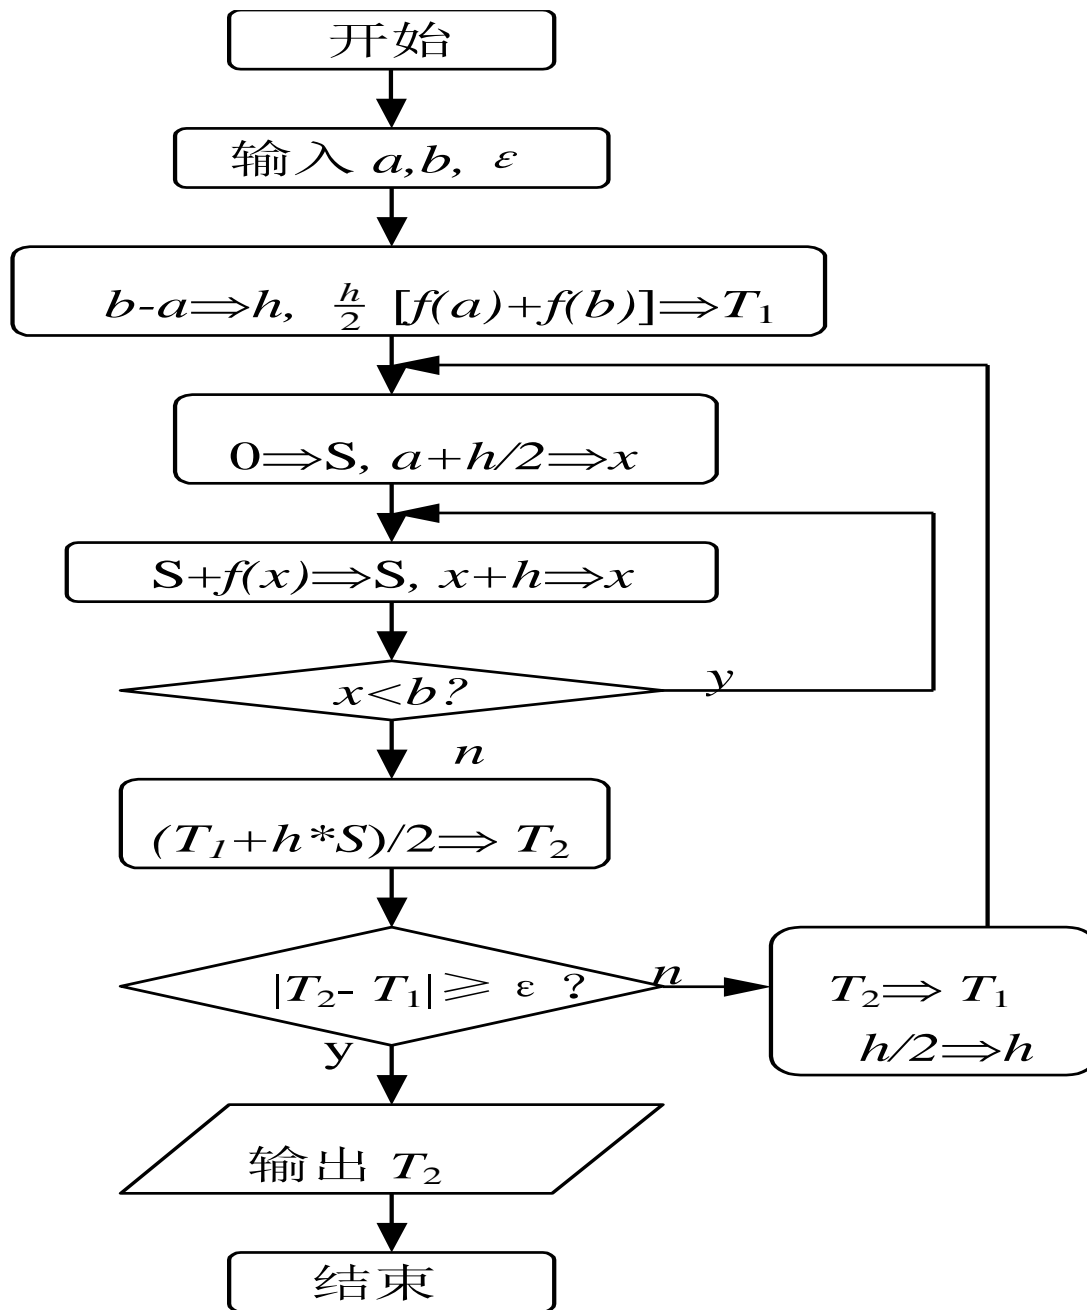 开始
输入 a,b, ε
b-a⇒h, h/2 [f(a)+f(b)]⇒T₁
0⇒S, a+h/2⇒x
S+f(x)⇒S, x+h⇒x
x<b?
y
n
(T₁+h*S)/2⇒ T₂
|T₂- T₁|⩾ ε ?
n
y
T₂⇒ T₁
h/2⇒h
输出 T₂
结束